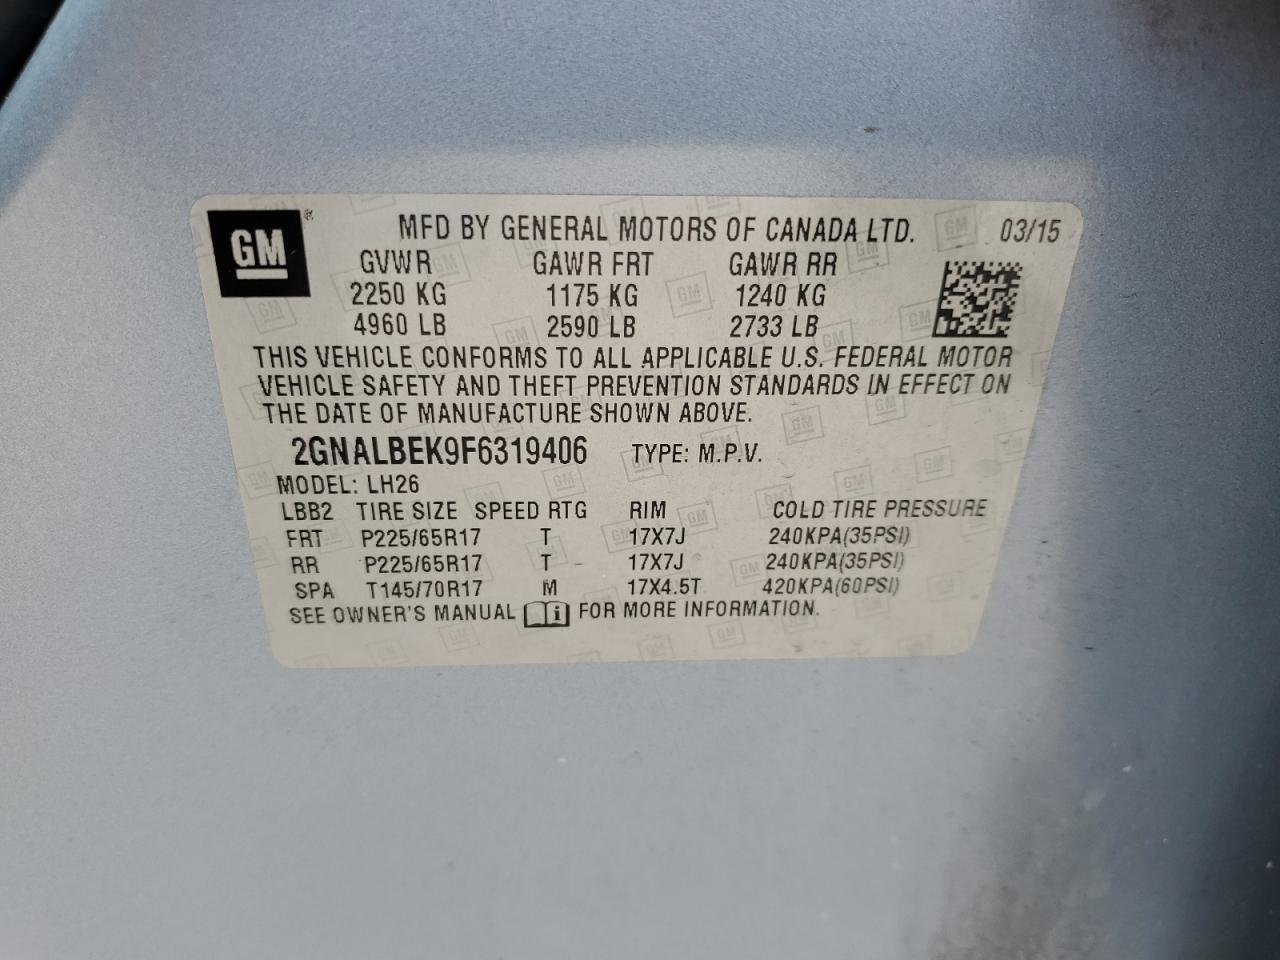 GM ® MFD BY GENERAL MOTORS OF CANADA LTD. 03/15
GVWR GAWR FRT GAWR RR
2250 KG 1175 KG 1240 KG
4960 LB 2590 LB 2733 LB
THIS VEHICLE CONFORMS TO ALL APPLICABLE U.S. FEDERAL MOTOR
VEHICLE SAFETY AND THEFT PREVENTION STANDARDS IN EFFECT ON
THE DATE OF MANUFACTURE SHOWN ABOVE.
2GNALBEK9F6319406 TYPE: M.P.V.
MODEL: LH26
LBB2 TIRE SIZE SPEED RTG RIM COLD TIRE PRESSURE
FRT P225/65R17 T 17X7J 240KPA(35PSI)
RR P225/65R17 T 17X7J 240KPA(35PSI)
SPA T145/70R17 M 17X4.5T 420KPA(60PSI)
SEE OWNER'S MANUAL i FOR MORE INFORMATION.